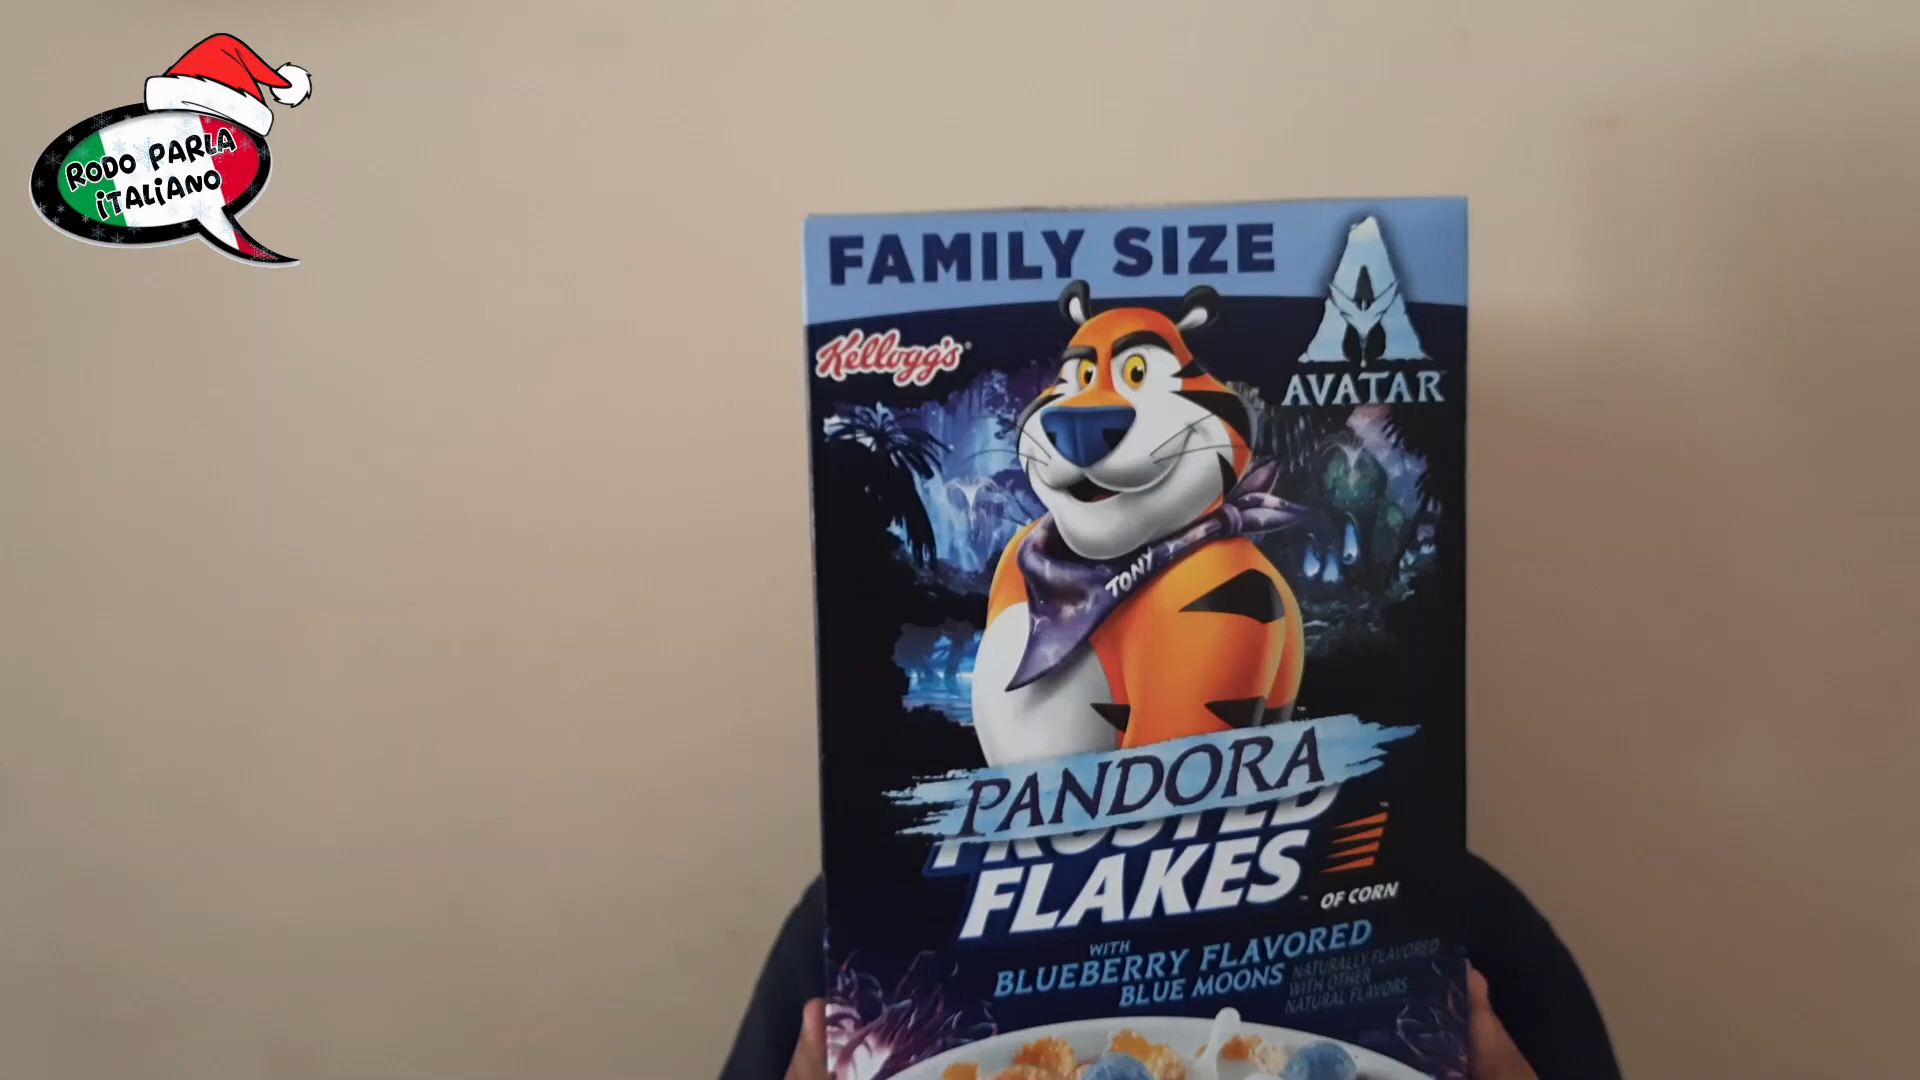 RODO PARLA
iTALiANO
FAMILY SIZE
Kellogg's
AVATAR
TONY
PANDORA
FROSTED
FLAKES
OF CORN
WITH
BLUEBERRY FLAVORED
BLUE MOONS
NATURALLY FLAVORED
WITH OTHER
NATURAL FLAVORS